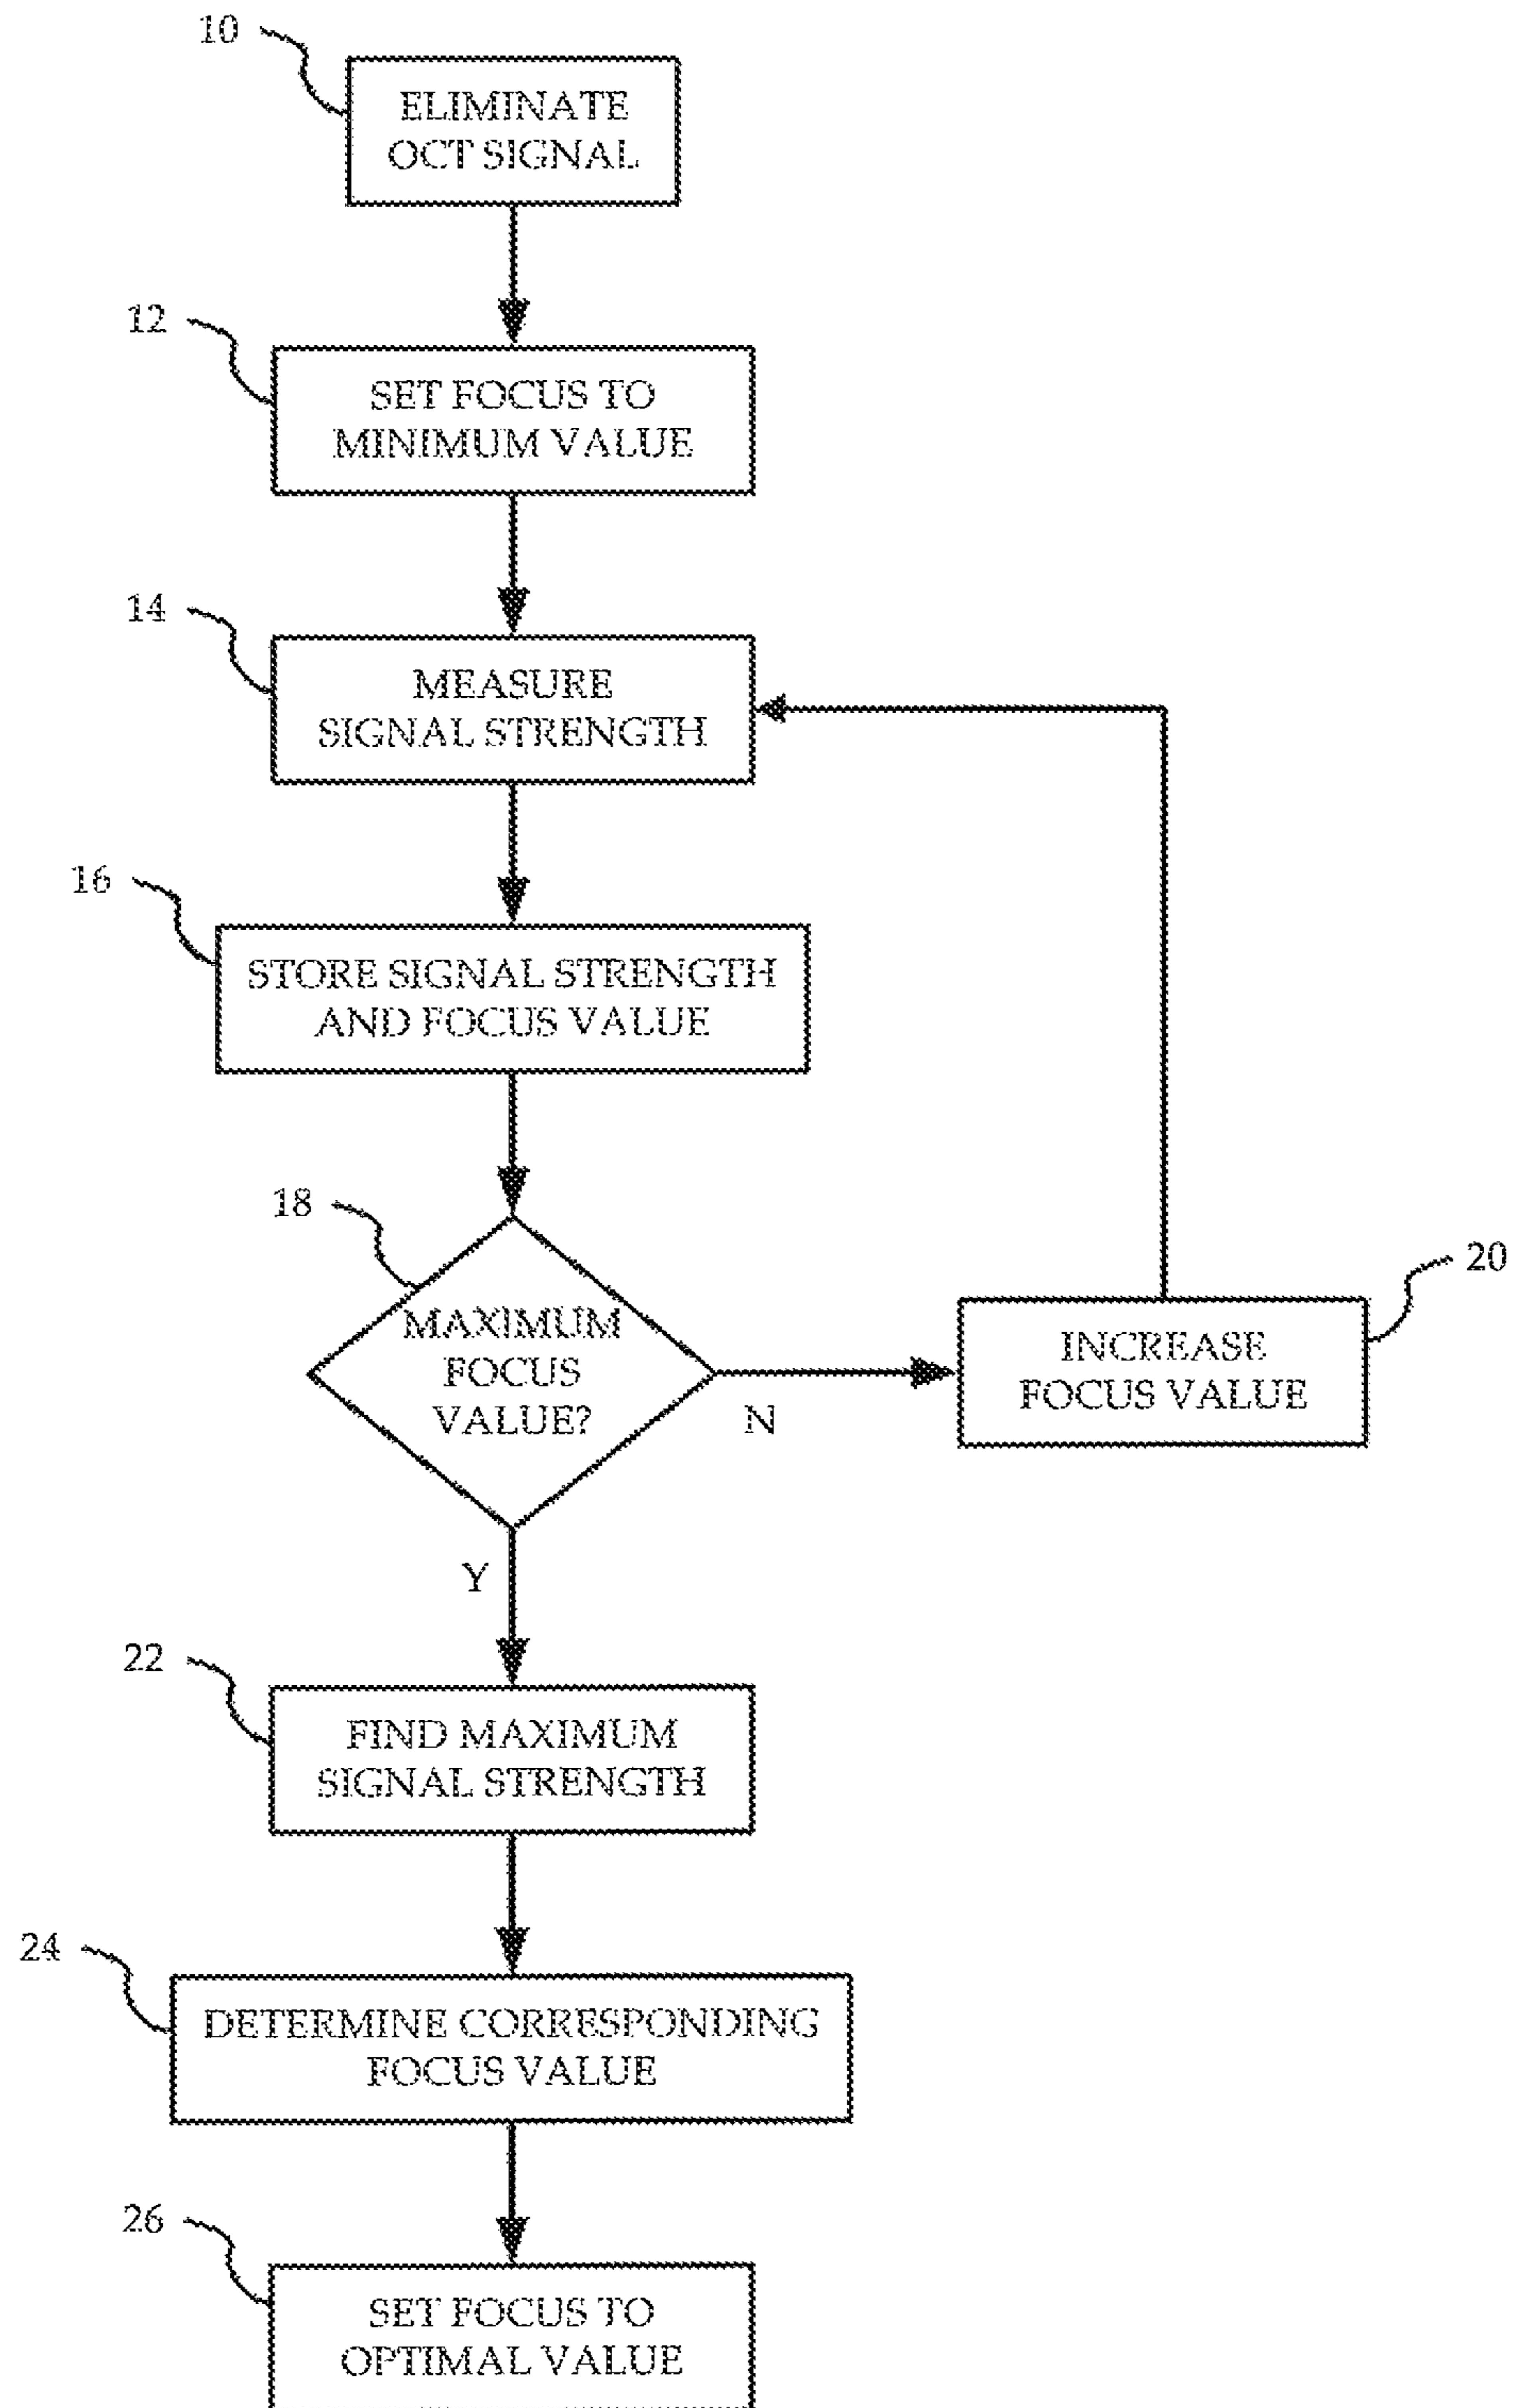 10
ELIMINATE
OCT SIGNAL
12
SET FOCUS TO
MINIMUM VALUE
14
MEASURE
SIGNAL STRENGTH
16
STORE SIGNAL STRENGTH
AND FOCUS VALUE
18
MAXIMUM
FOCUS
VALUE?
N
20
INCREASE
FOCUS VALUE
Y
22
FIND MAXIMUM
SIGNAL STRENGTH
24
DETERMINE CORRESPONDING
FOCUS VALUE
26
SET FOCUS TO
OPTIMAL VALUE